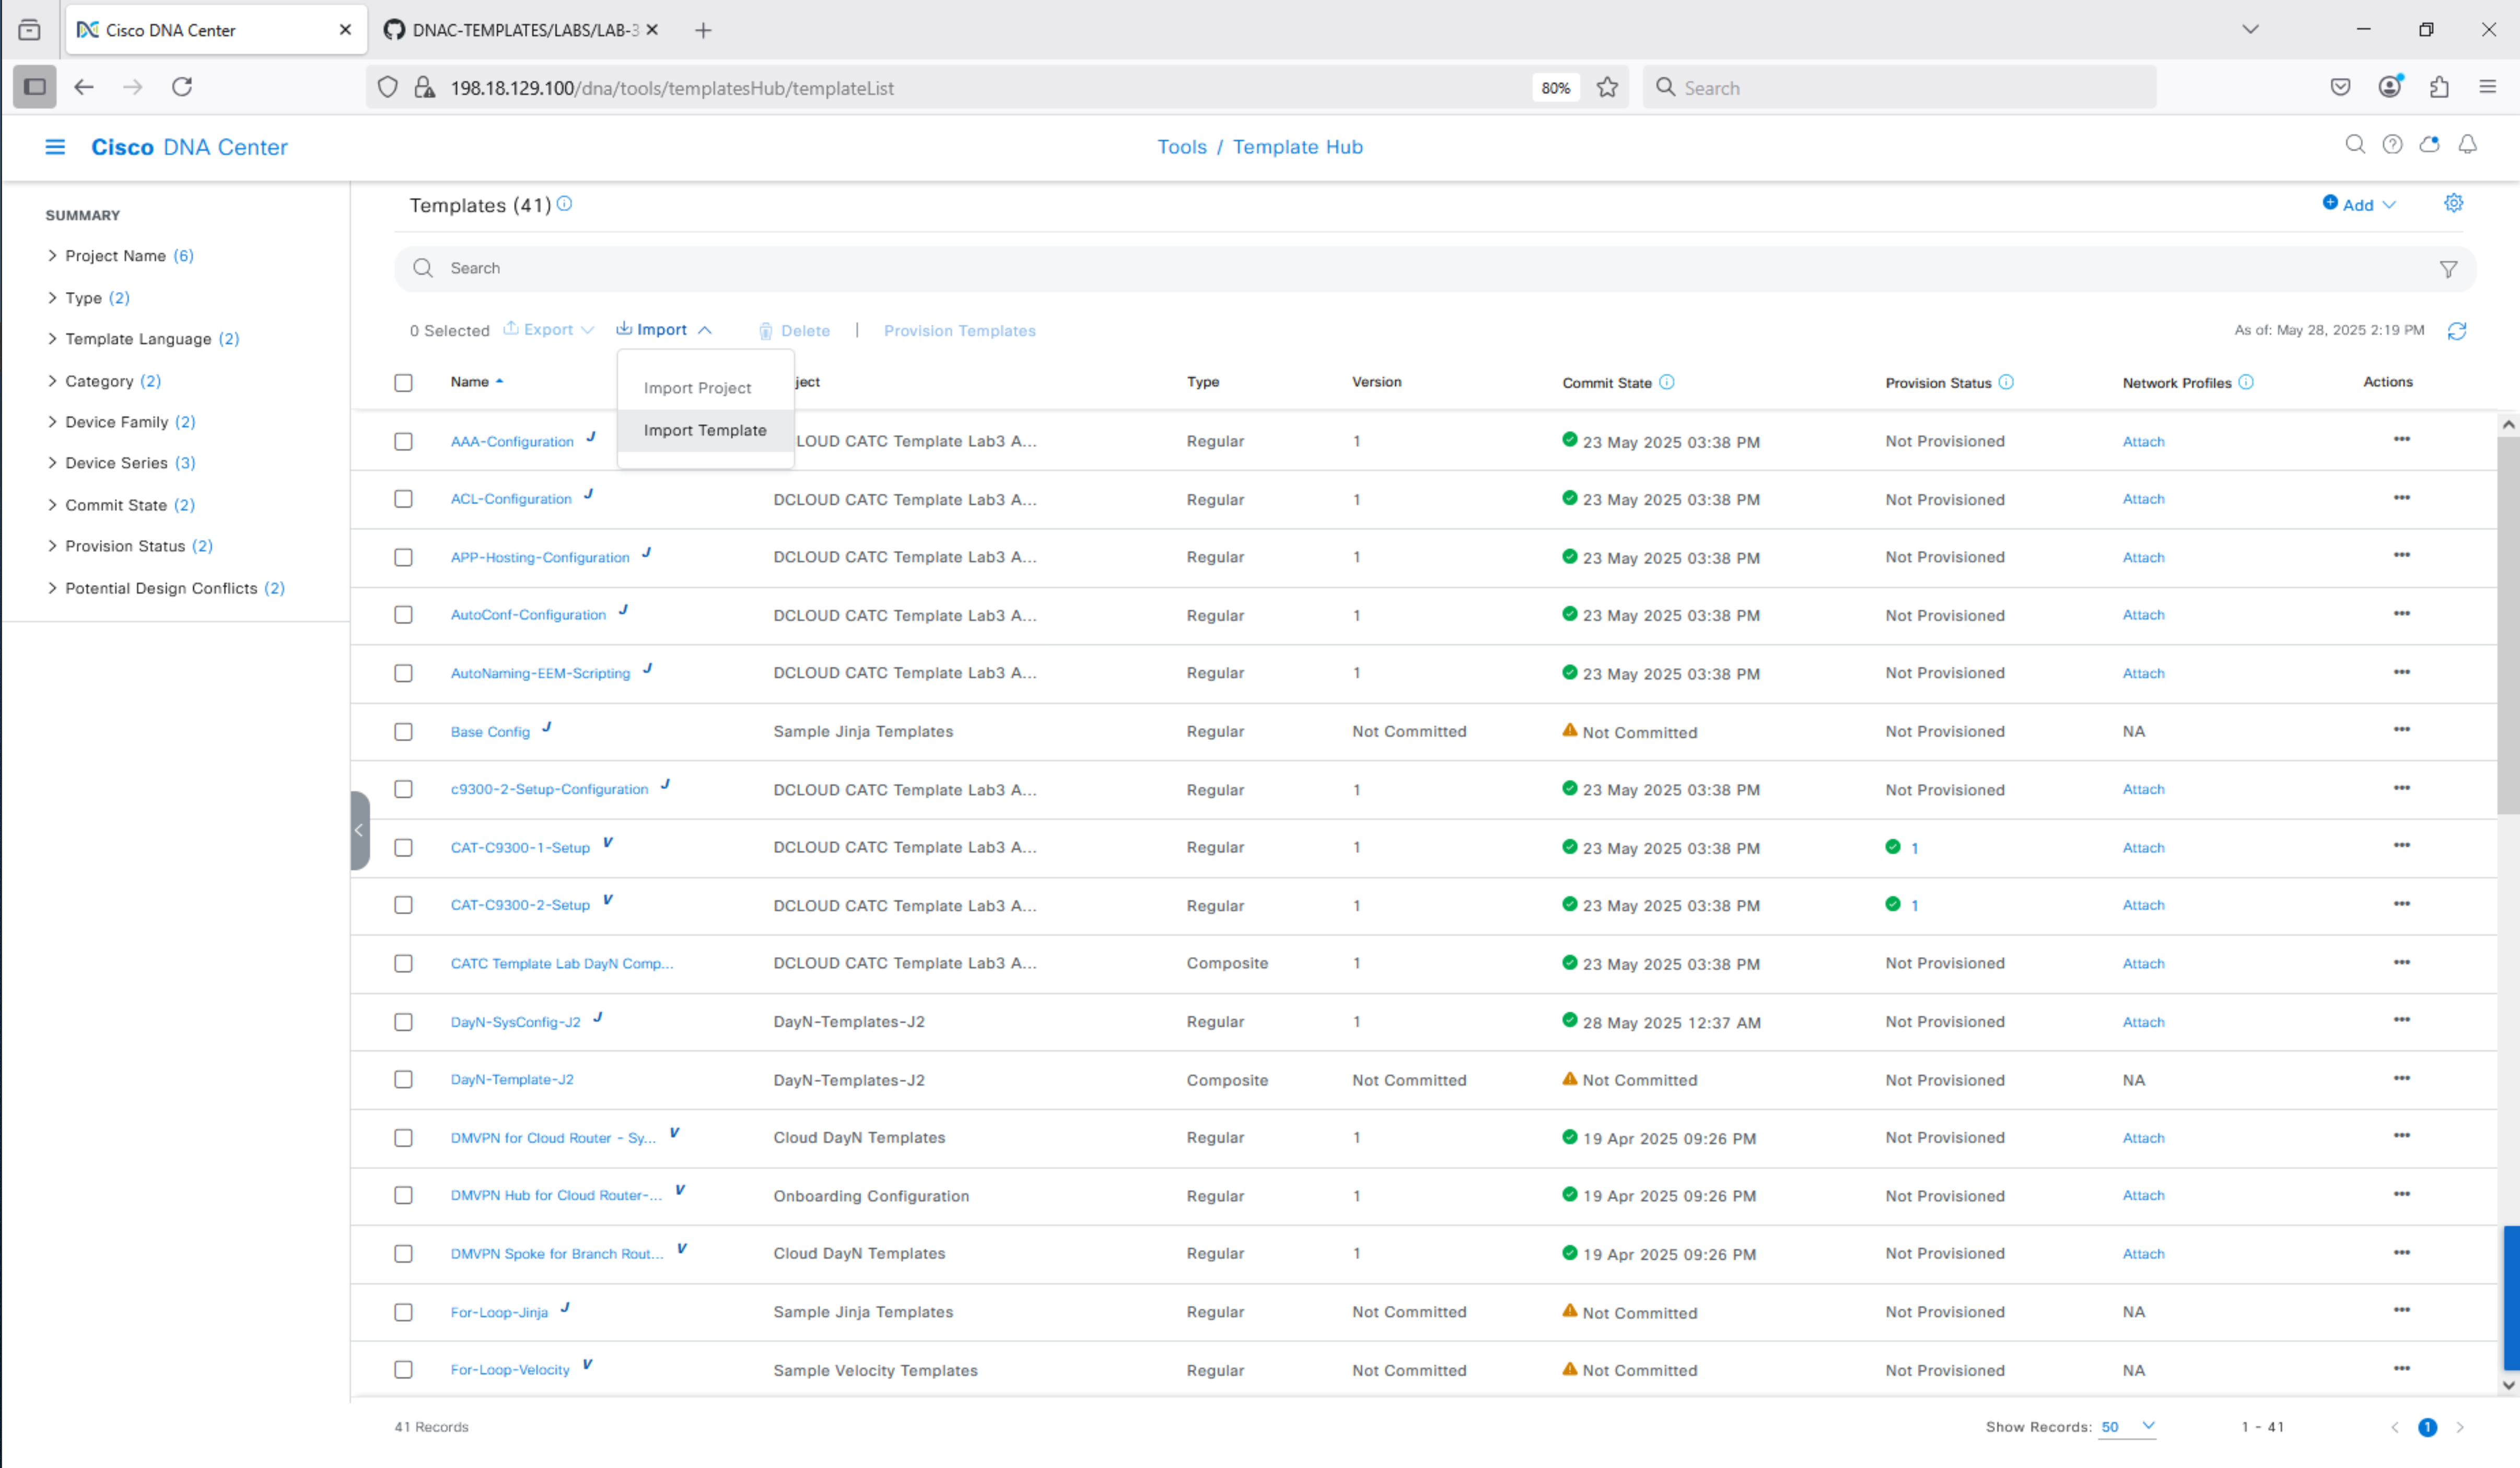 Cisco DNA Center
DNAC-TEMPLATES/LABS/LAB-3
198.18.129.100/dna/tools/templatesHub/templateList
80%
Search
Cisco DNA Center
Tools / Template Hub
SUMMARY
Project Name (6)
Type (2)
Template Language (2)
Category (2)
Device Family (2)
Device Series (3)
Commit State (2)
Provision Status (2)
Potential Design Conflicts (2)
Templates (41)
Add
Search
0 Selected Export Import Delete | Provision Templates
As of: May 28, 2025 2:19 PM
Import Project
Import Template
Name ject Type Version Commit State Provision Status Network Profiles Actions
AAA-Configuration J LOUD CATC Template Lab3 A... Regular 1 23 May 2025 03:38 PM Not Provisioned Attach
ACL-Configuration J DCLOUD CATC Template Lab3 A... Regular 1 23 May 2025 03:38 PM Not Provisioned Attach
APP-Hosting-Configuration J DCLOUD CATC Template Lab3 A... Regular 1 23 May 2025 03:38 PM Not Provisioned Attach
AutoConf-Configuration J DCLOUD CATC Template Lab3 A... Regular 1 23 May 2025 03:38 PM Not Provisioned Attach
AutoNaming-EEM-Scripting J DCLOUD CATC Template Lab3 A... Regular 1 23 May 2025 03:38 PM Not Provisioned Attach
Base Config J Sample Jinja Templates Regular Not Committed Not Committed Not Provisioned NA
c9300-2-Setup-Configuration J DCLOUD CATC Template Lab3 A... Regular 1 23 May 2025 03:38 PM Not Provisioned Attach
CAT-C9300-1-Setup V DCLOUD CATC Template Lab3 A... Regular 1 23 May 2025 03:38 PM 1 Attach
CAT-C9300-2-Setup V DCLOUD CATC Template Lab3 A... Regular 1 23 May 2025 03:38 PM 1 Attach
CATC Template Lab DayN Comp... DCLOUD CATC Template Lab3 A... Composite 1 23 May 2025 03:38 PM Not Provisioned Attach
DayN-SysConfig-J2 J DayN-Templates-J2 Regular 1 28 May 2025 12:37 AM Not Provisioned Attach
DayN-Template-J2 DayN-Templates-J2 Composite Not Committed Not Committed Not Provisioned NA
DMVPN for Cloud Router - Sy... V Cloud DayN Templates Regular 1 19 Apr 2025 09:26 PM Not Provisioned Attach
DMVPN Hub for Cloud Router-... V Onboarding Configuration Regular 1 19 Apr 2025 09:26 PM Not Provisioned Attach
DMVPN Spoke for Branch Rout... V Cloud DayN Templates Regular 1 19 Apr 2025 09:26 PM Not Provisioned Attach
For-Loop-Jinja J Sample Jinja Templates Regular Not Committed Not Committed Not Provisioned NA
For-Loop-Velocity V Sample Velocity Templates Regular Not Committed Not Committed Not Provisioned NA
41 Records
Show Records: 50 1 - 41 1